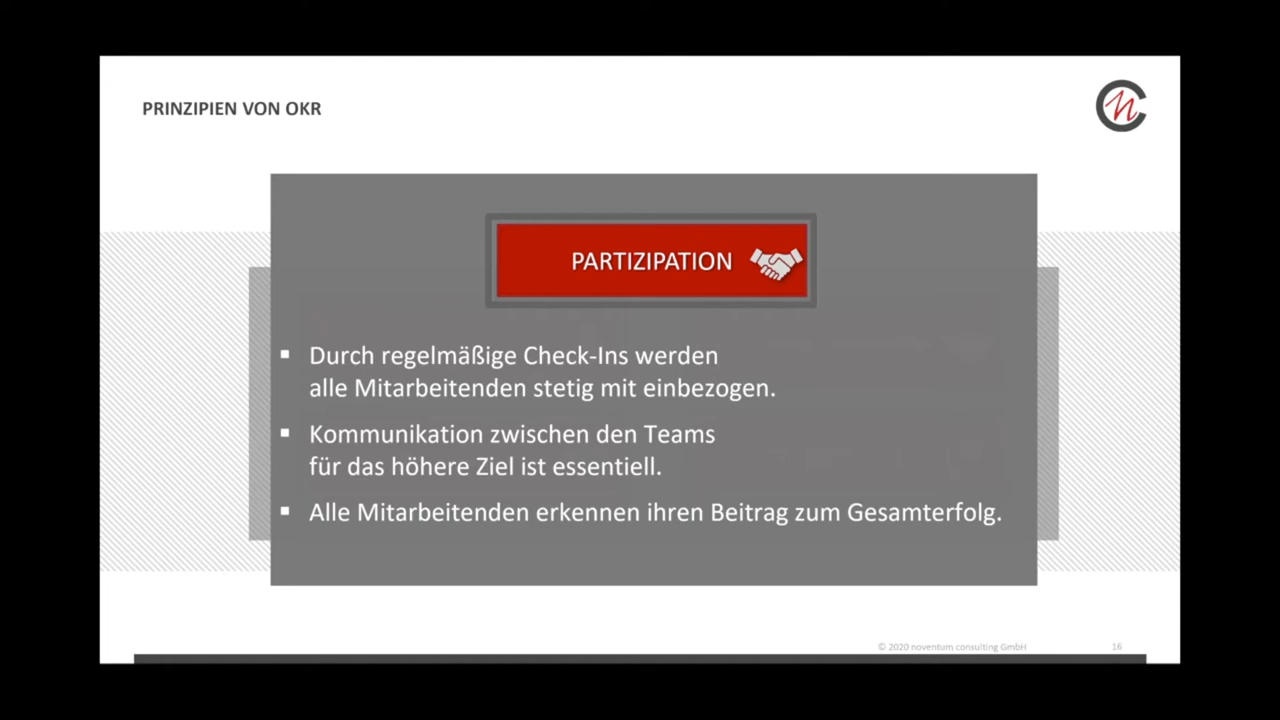 PRINZIPIEN VON OKR
PARTIZIPATION
▪ Durch regelmäßige Check-Ins werden
alle Mitarbeitenden stetig mit einbezogen.
▪ Kommunikation zwischen den Teams
für das höhere Ziel ist essentiell.
▪ Alle Mitarbeitenden erkennen ihren Beitrag zum Gesamterfolg.
© 2020 noventum consulting GmbH
16